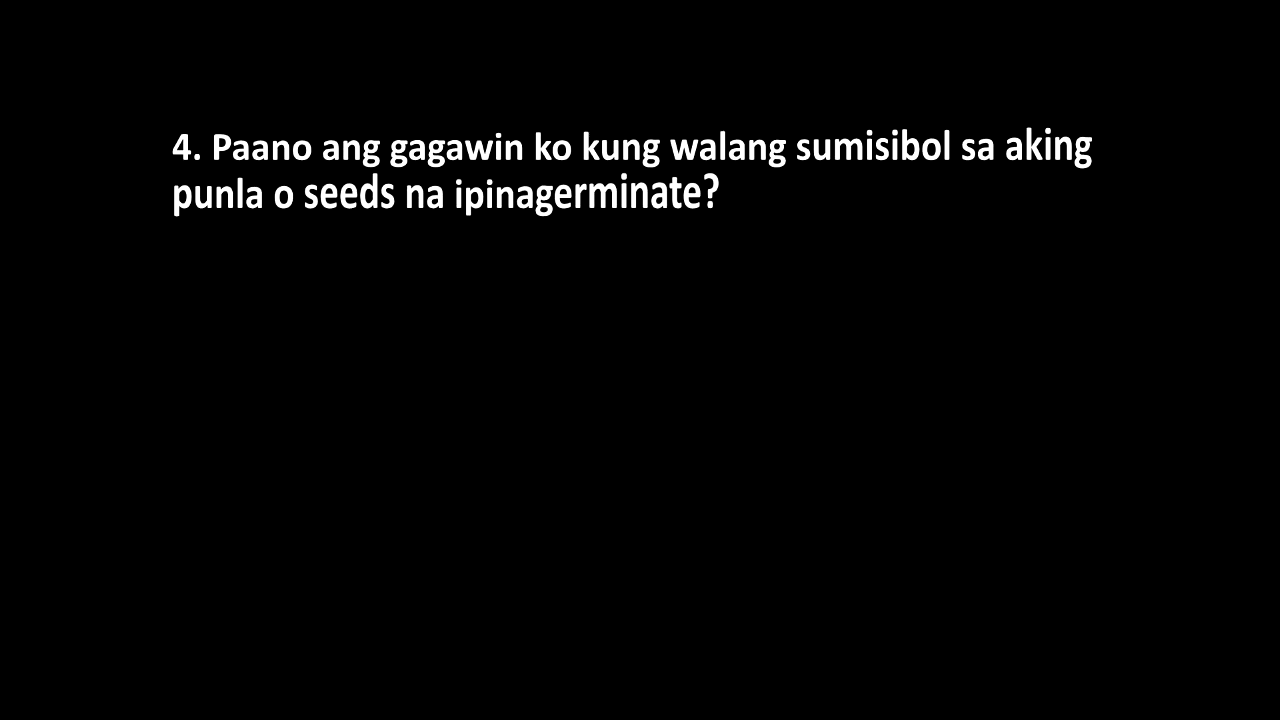 4. Paano ang gagawin ko kung walang sumisibol sa aking
punla o seeds na ipinagerminate?